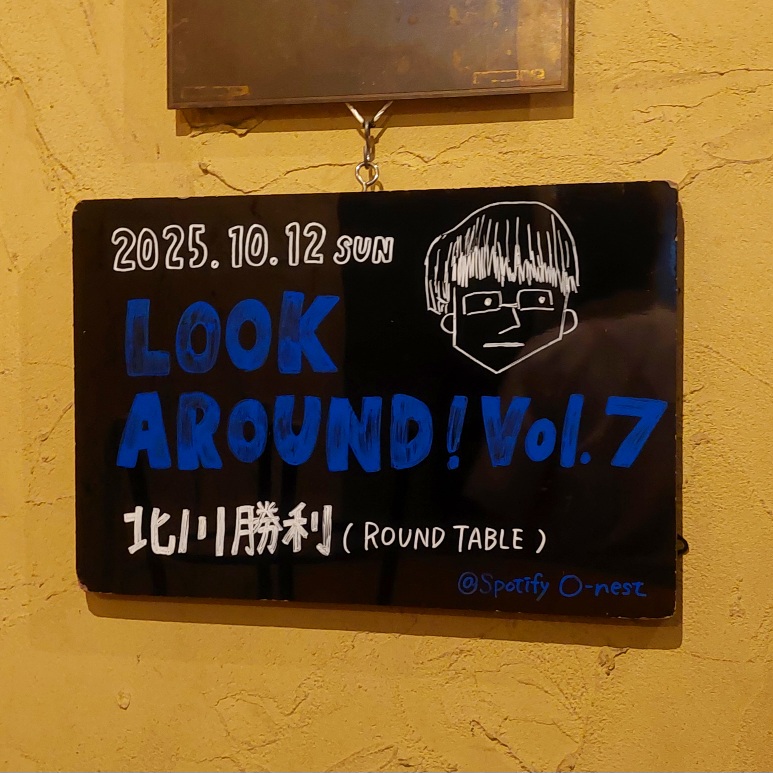 2025.10.12 SUN
LOOK
AROUND! Vol.7
北川勝利 ( ROUND TABLE )
@Spotify O-nest